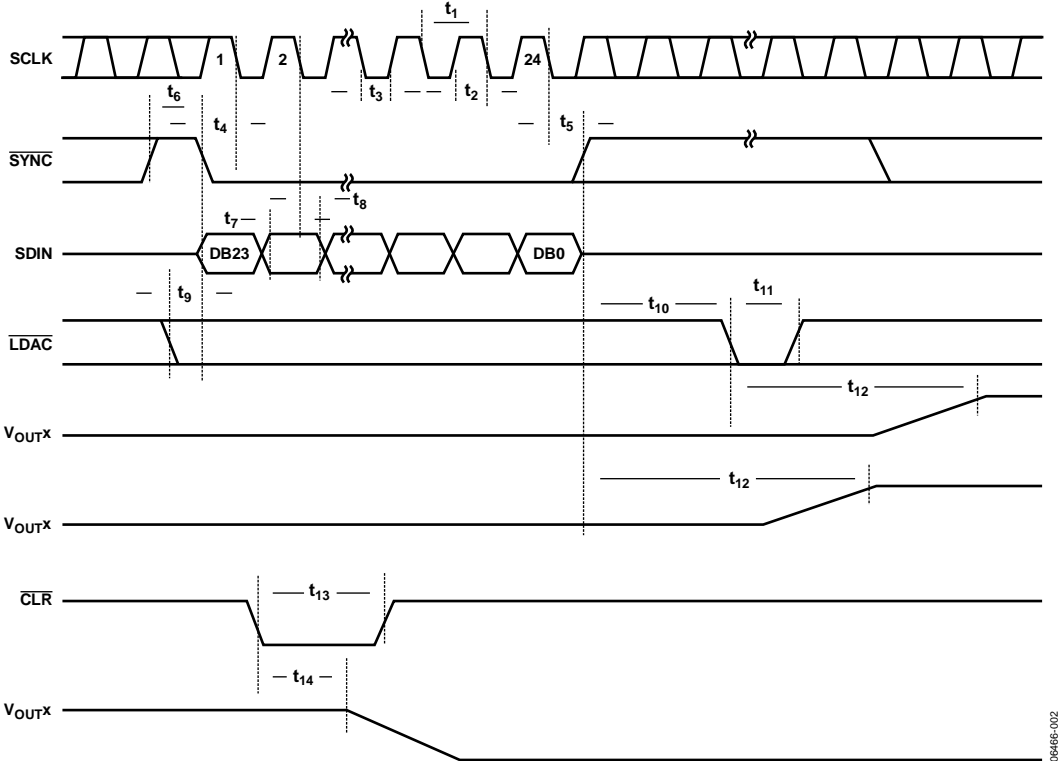 t1
SCLK 1 2 24
t3 t2
t6
t4 t5
SYNC
t8
t7
SDIN DB23 DB0
t9 t10 t11
LDAC
t12
VOUTx
t12
VOUTx
CLR t13
t14
VOUTx
06466-002